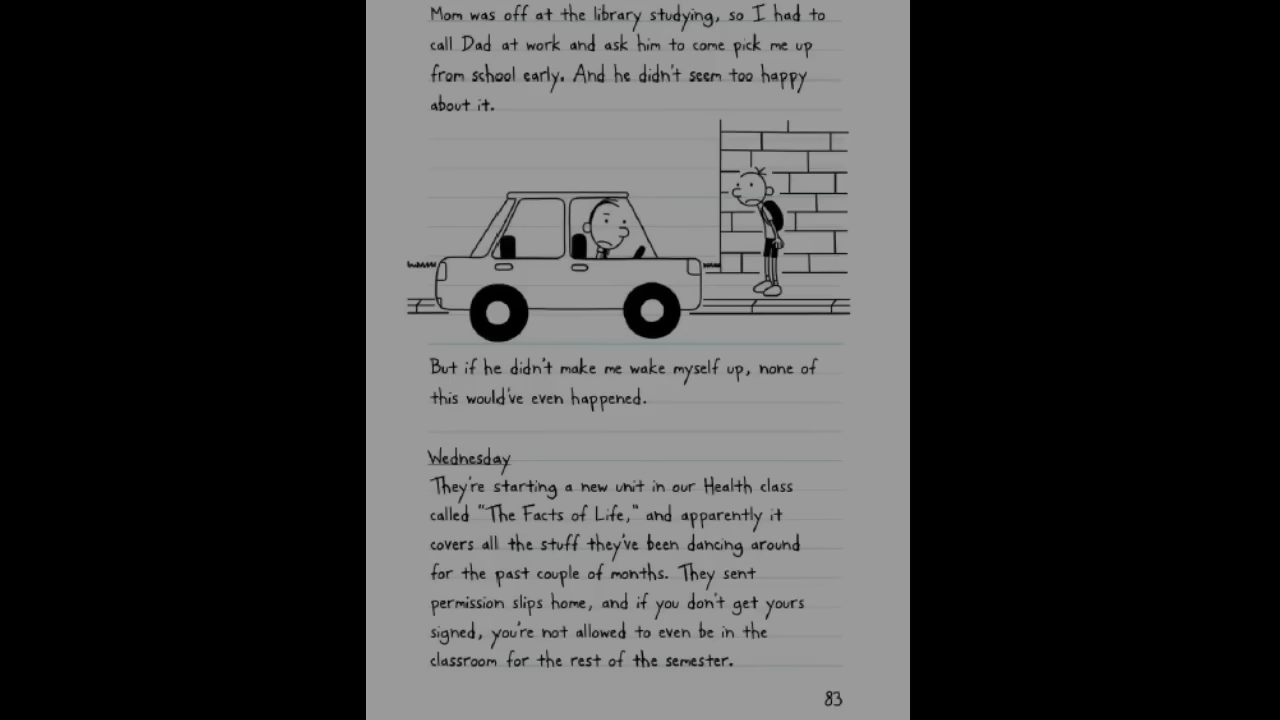 Mom was off at the library studying, so I had to
call Dad at work and ask him to come pick me up
from school early. And he didn't seem too happy
about it.
But if he didn't make me wake myself up, none of
this would've even happened.
Wednesday
They're starting a new unit in our Health class
called "The Facts of Life," and apparently it
covers all the stuff they've been dancing around
for the past couple of months. They sent
permission slips home, and if you don't get yours
signed, you're not allowed to even be in the
classroom for the rest of the semester.
83